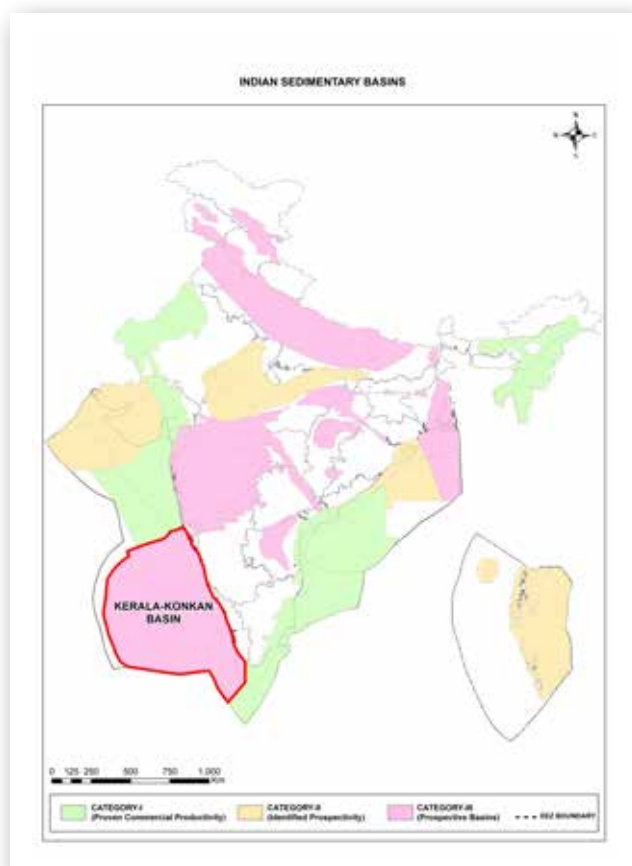 INDIAN SEDIMENTARY BASINS
N
W E
S
KERALA-KONKAN
BASIN
0 125 250 500 750 1,000
Km
CATEGORY-I
(Proven Commercial Productivity)
CATEGORY-II
(Identified Prospectivity)
CATEGORY-III
(Prospective Basins)
EEZ BOUNDARY